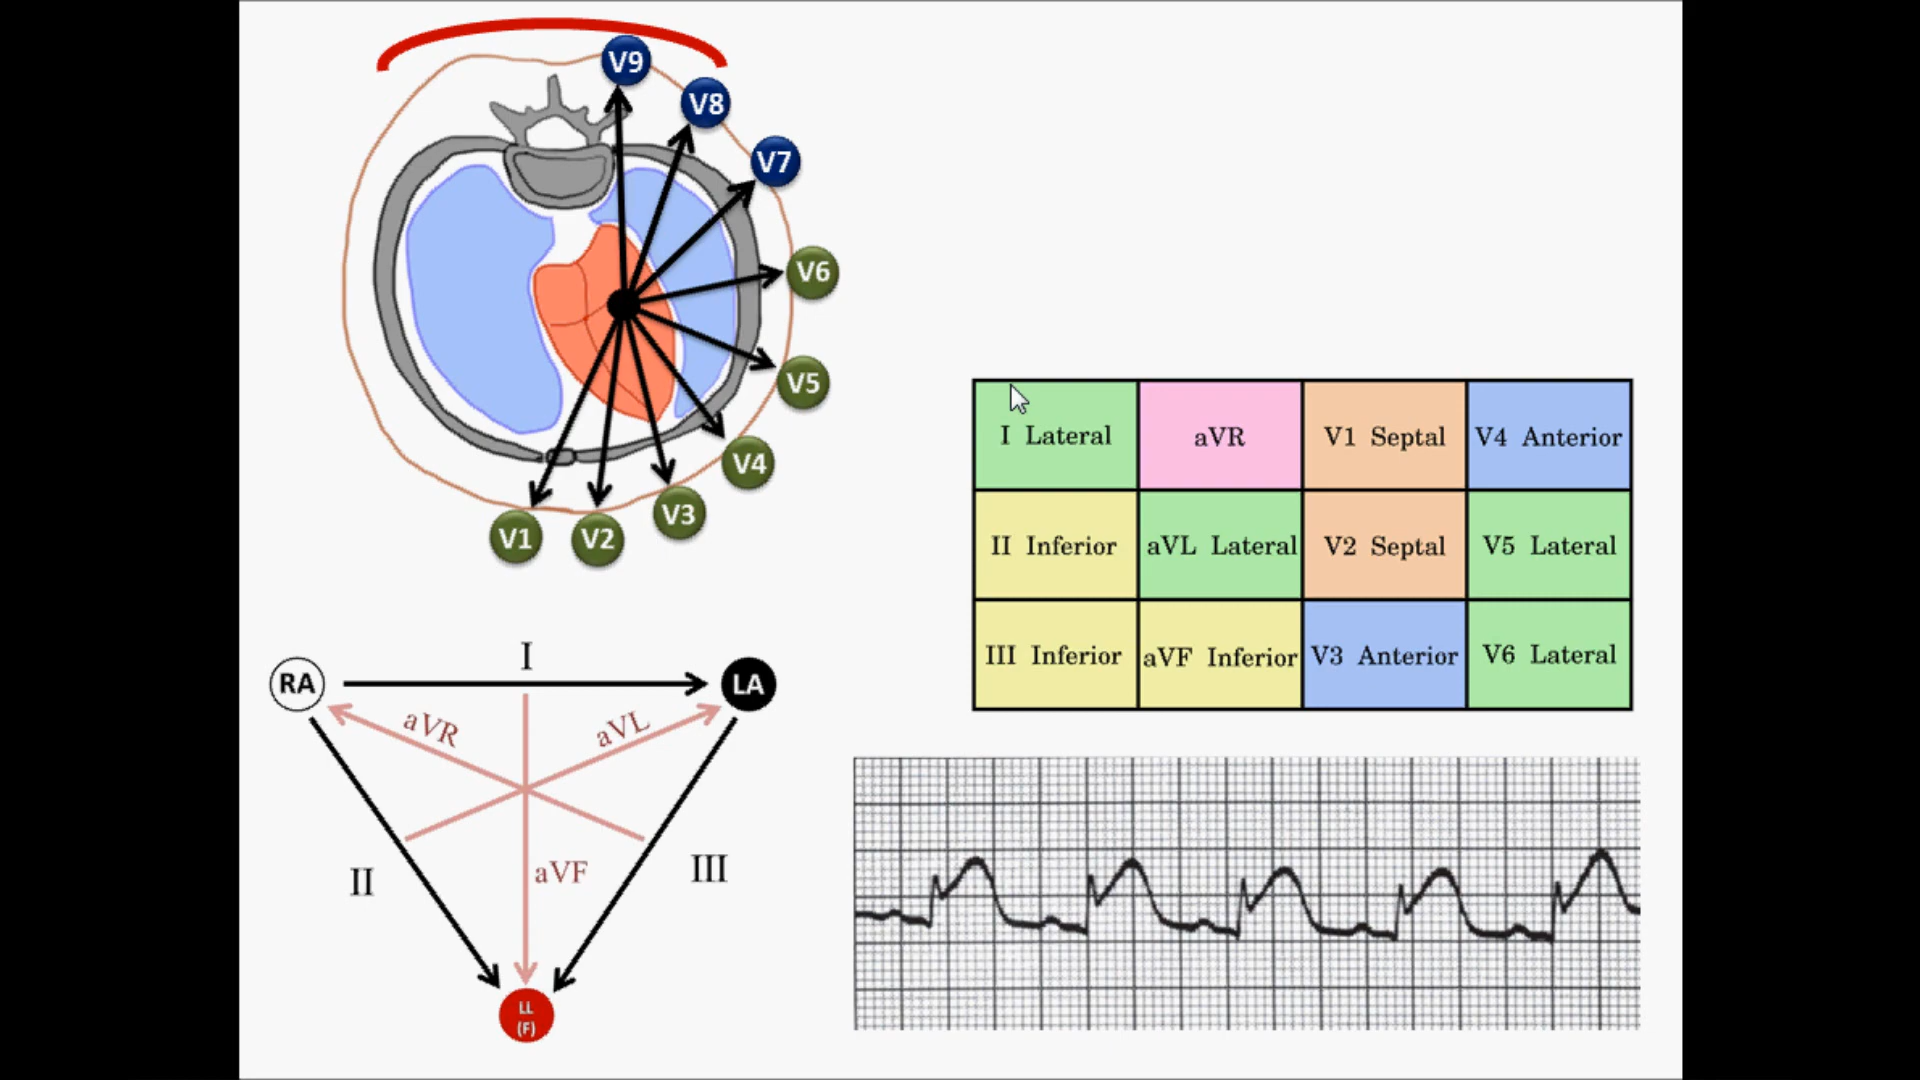 V9
V8
V7
V6
V5
V4
V3
V2
V1
I Lateral aVR V1 Septal V4 Anterior
II Inferior aVL Lateral V2 Septal V5 Lateral
III Inferior aVF Inferior V3 Anterior V6 Lateral
I
RA
LA
aVR
aVL
II
aVF
III
LL
(F)